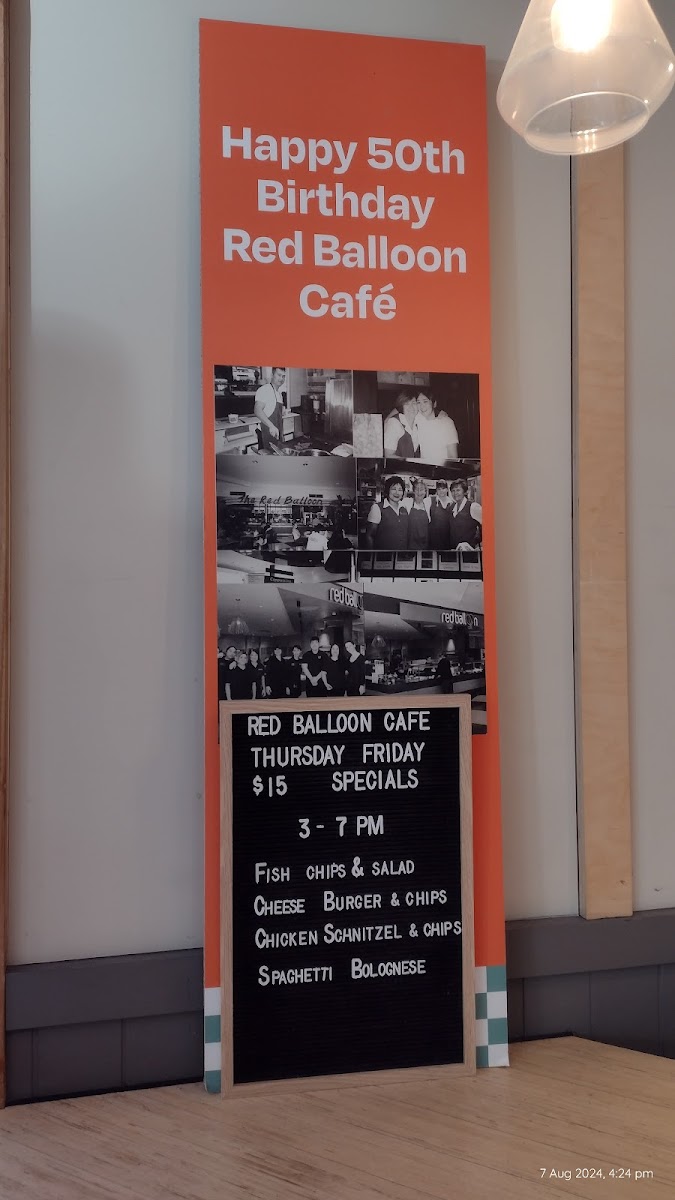 Happy 50th
Birthday
Red Balloon
Café
The Red Balloon
red ball
red ball n
RED BALLOON CAFE
THURSDAY FRIDAY
$15 SPECIALS
3 - 7 PM
FISH CHIPS & SALAD
CHEESE BURGER & CHIPS
CHICKEN SCHNITZEL & CHIPS
SPAGHETTI BOLOGNESE
7 Aug 2024, 4:24 pm